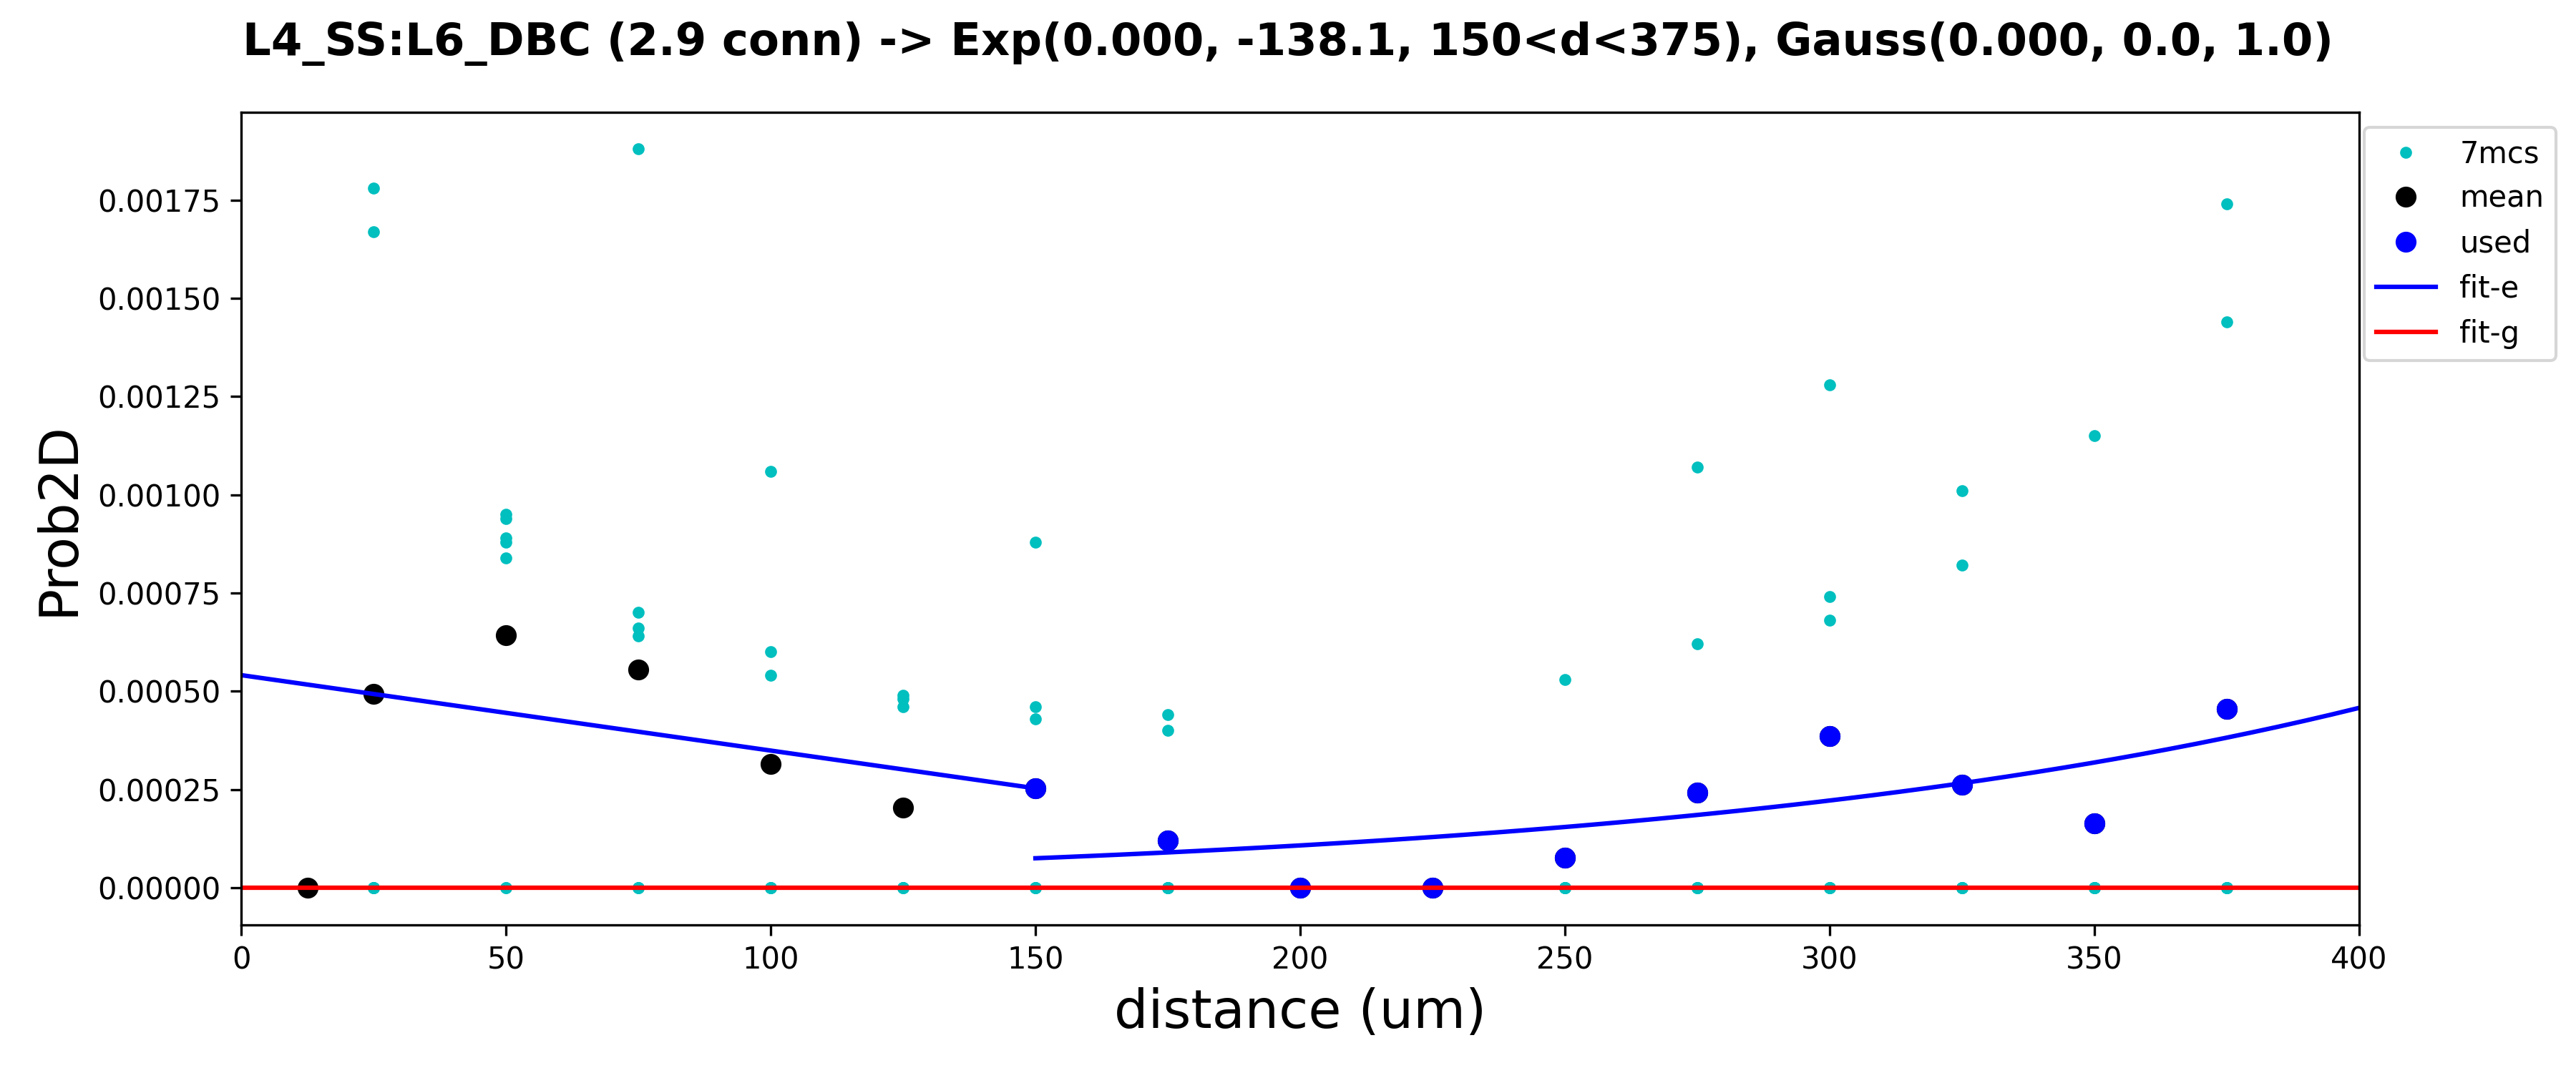 L4_SS:L6_DBC (2.9 conn) -> Exp(0.000, -138.1, 150<d<375), Gauss(0.000, 0.0, 1.0)
7mcs
mean
used
fit-e
fit-g
Prob2D
0.00175
0.00150
0.00125
0.00100
0.00075
0.00050
0.00025
0.00000
0
50
100
150
200
250
300
350
400
distance (um)